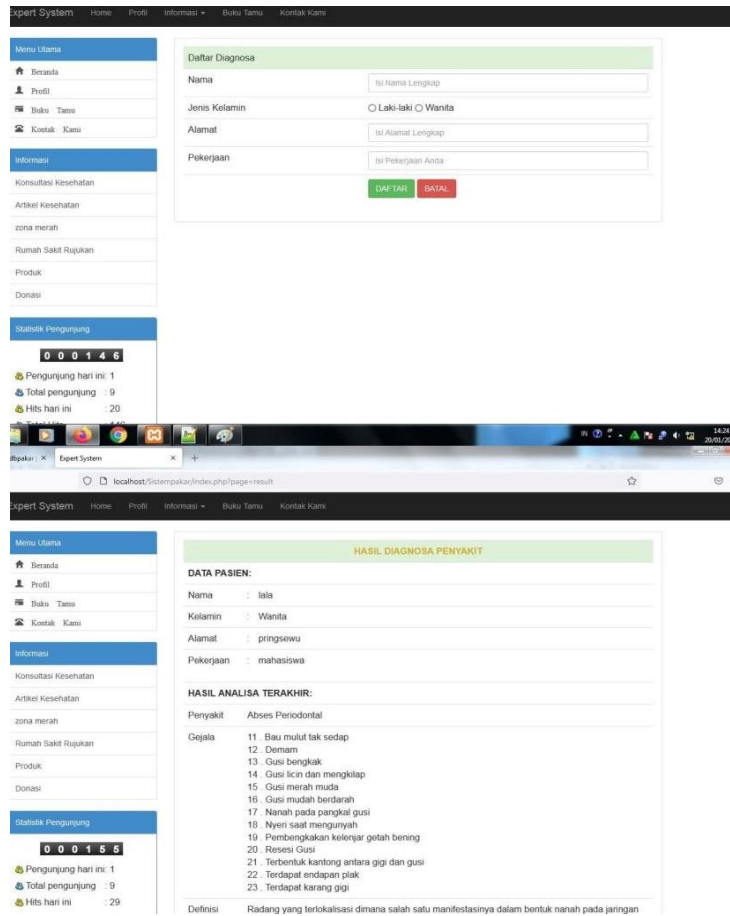 Expert System Home Profil Informasi Buku Tamu Kontak Kami
Menu Utama
Beranda
Profil
Buku Tamu
Kontak Kami
Informasi
Konsultasi Kesehatan
Artikel Kesehatan
zona merah
Rumah Sakit Rujukan
Produk
Donasi
Statistik Pengunjung
0 0 0 1 4 6
Pengunjung hari ini: 1
Total pengunjung : 9
Hits hari ini : 20
Daftar Diagnosa
Nama Isi Nama Lengkap
Jenis Kelamin Laki-laki Wanita
Alamat Isi Alamat Lengkap
Pekerjaan Isi Pekerjaan Anda
DAFTAR BATAL
IN 14:24
20/01/20
dbpakar Expert System
localhost/Sistempakar/index.php?page=result
Expert System Home Profil Informasi Buku Tamu Kontak Kami
Menu Utama
Beranda
Profil
Buku Tamu
Kontak Kami
Informasi
Konsultasi Kesehatan
Artikel Kesehatan
zona merah
Rumah Sakit Rujukan
Produk
Donasi
Statistik Pengunjung
0 0 0 1 5 5
Pengunjung hari ini: 1
Total pengunjung : 9
Hits hari ini : 29
HASIL DIAGNOSA PENYAKIT
DATA PASIEN:
Nama : lala
Kelamin : Wanita
Alamat : pringsewu
Pekerjaan : mahasiswa
HASIL ANALISA TERAKHIR:
Penyakit Abses Periodontal
Gejala 11 . Bau mulut tak sedap
12 . Demam
13 . Gusi bengkak
14 . Gusi licin dan mengkilap
15 . Gusi merah muda
16 . Gusi mudah berdarah
17 . Nanah pada pangkal gusi
18 . Nyeri saat mengunyah
19 . Pembengkakan kelenjar getah bening
20 . Resesi Gusi
21 . Terbentuk kantong antara gigi dan gusi
22 . Terdapat endapan plak
23 . Terdapat karang gigi
Definisi Radang yang terlokalisasi dimana salah satu manifestasinya dalam bentuk nanah pada jaringan